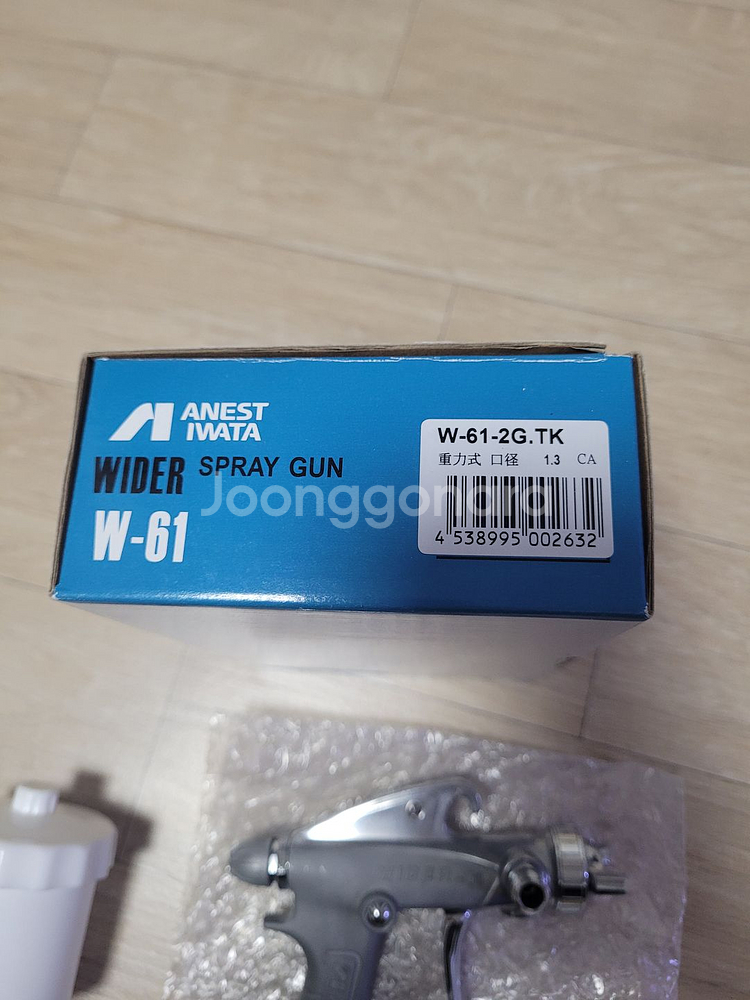 ANEST
IWATA
WIDER SPRAY GUN
W-61
W-61-2G.TK
重力式 口径 1.3 CA
4 538995 002632
Joonggonara
WIDER